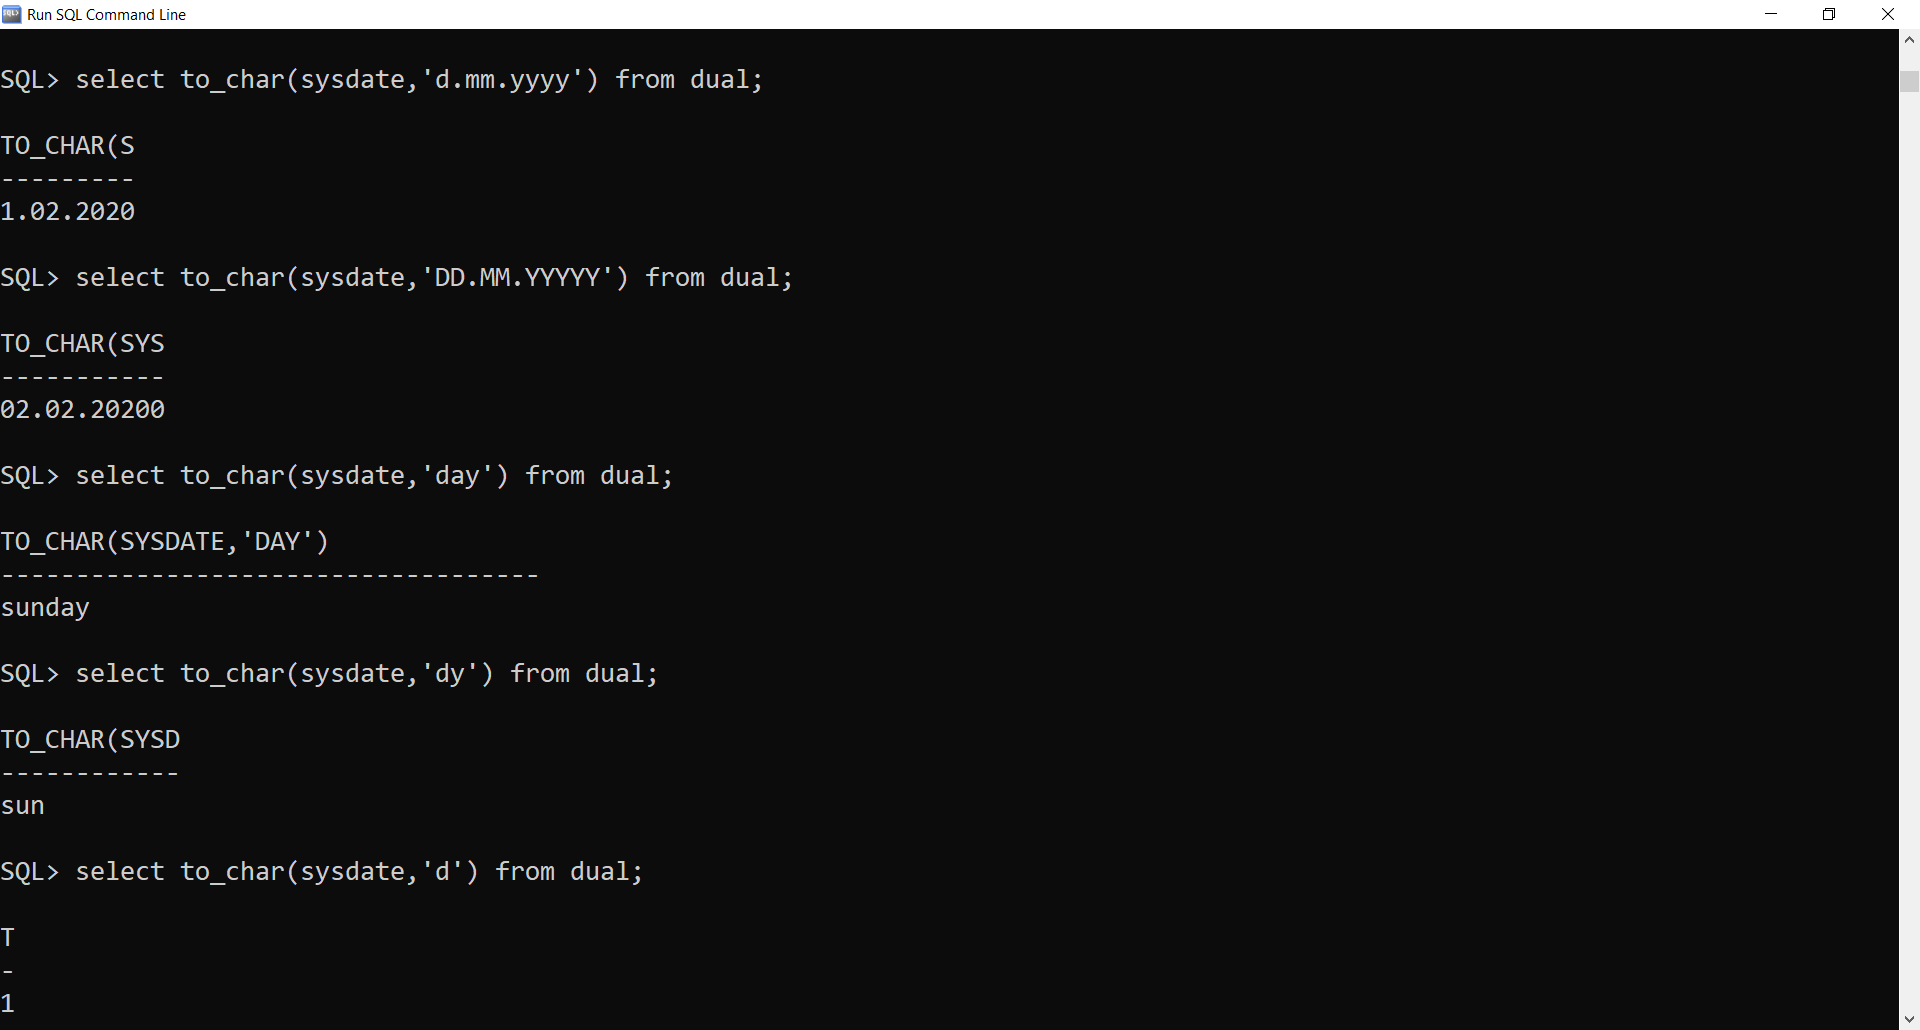 Run SQL Command Line
SQL> select to_char(sysdate,'d.mm.yyyy') from dual;
TO_CHAR(S
---------
1.02.2020
SQL> select to_char(sysdate,'DD.MM.YYYYY') from dual;
TO_CHAR(SYS
-----------
02.02.20200
SQL> select to_char(sysdate,'day') from dual;
TO_CHAR(SYSDATE,'DAY')
------------------------------------
sunday
SQL> select to_char(sysdate,'dy') from dual;
TO_CHAR(SYSD
------------
sun
SQL> select to_char(sysdate,'d') from dual;
T
-
1